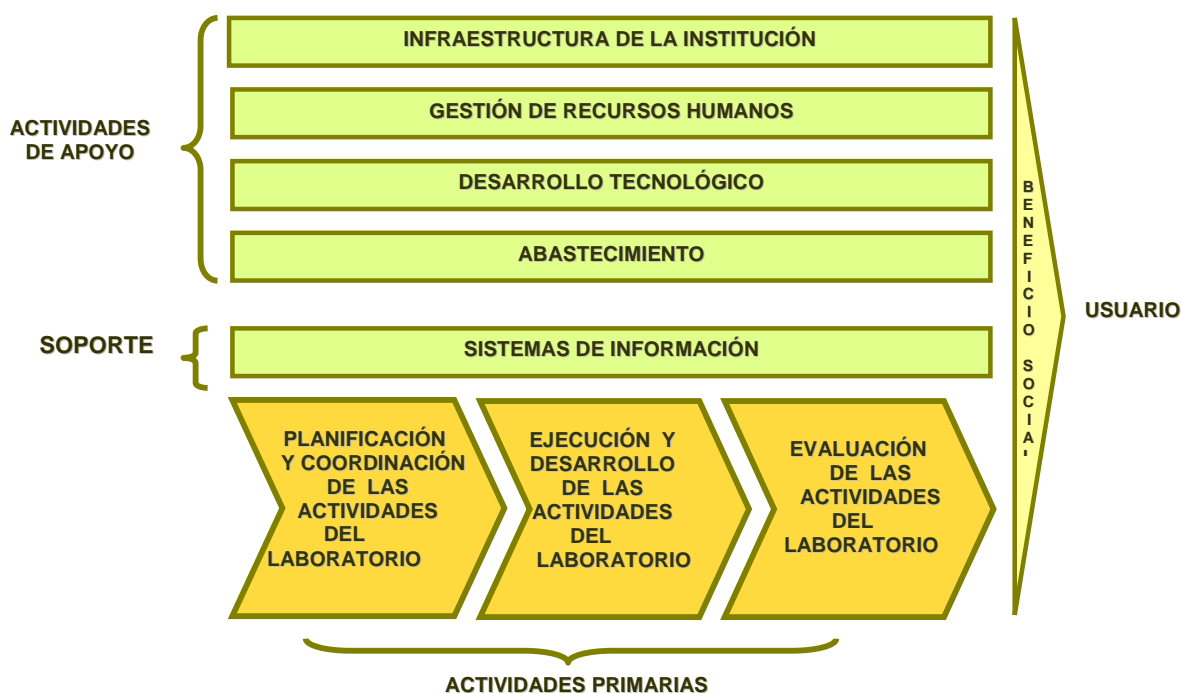 INFRAESTRUCTURA DE LA INSTITUCIÓN
GESTIÓN DE RECURSOS HUMANOS
ACTIVIDADES
DE APOYO
DESARROLLO TECNOLÓGICO
ABASTECIMIENTO
SOPORTE
SISTEMAS DE INFORMACIÓN
PLANIFICACIÓN
Y COORDINACIÓN
DE LAS
ACTIVIDADES
DEL
LABORATORIO
EJECUCIÓN Y
DESARROLLO
DE LAS
ACTIVIDADES
DEL
LABORATORIO
EVALUACIÓN
DE LAS
ACTIVIDADES
DEL
LABORATORIO
ACTIVIDADES PRIMARIAS
BENEFICIO SOCIAL
USUARIO